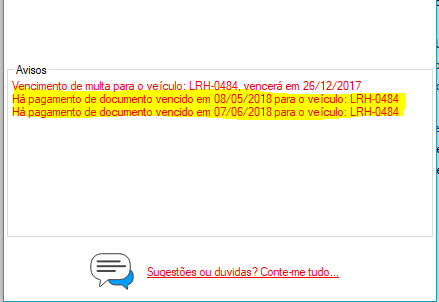 Avisos
Vencimento de multa para o veículo: LRH-0484, vencerá em 26/12/2017
Há pagamento de documento vencido em 08/05/2018 para o veículo: LRH-0484
Há pagamento de documento vencido em 07/06/2018 para o veículo: LRH-0484
Sugestões ou duvidas? Conte-me tudo...